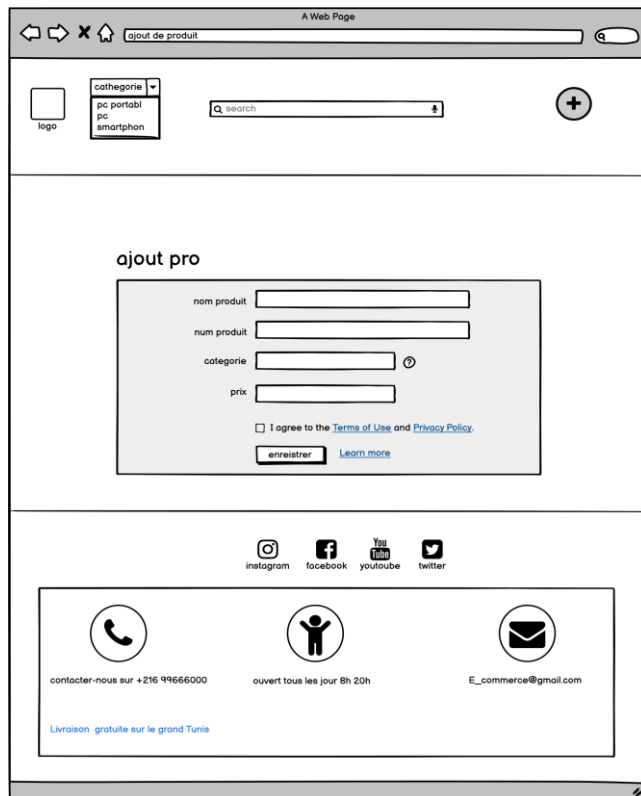 A Web Page
ajout de produit
cathegorie
pc portabl
pc
smartphon
logo
search
ajout pro
nom produit
num produit
categorie
prix
I agree to the Terms of Use and Privacy Policy.
enreistrer Learn more
You
Tube
instagram facebook youtoube twitter
contacter-nous sur +216 99666000
ouvert tous les jour 8h 20h
E_commerce@gmail.com
Livraison gratuite sur le grand Tunis